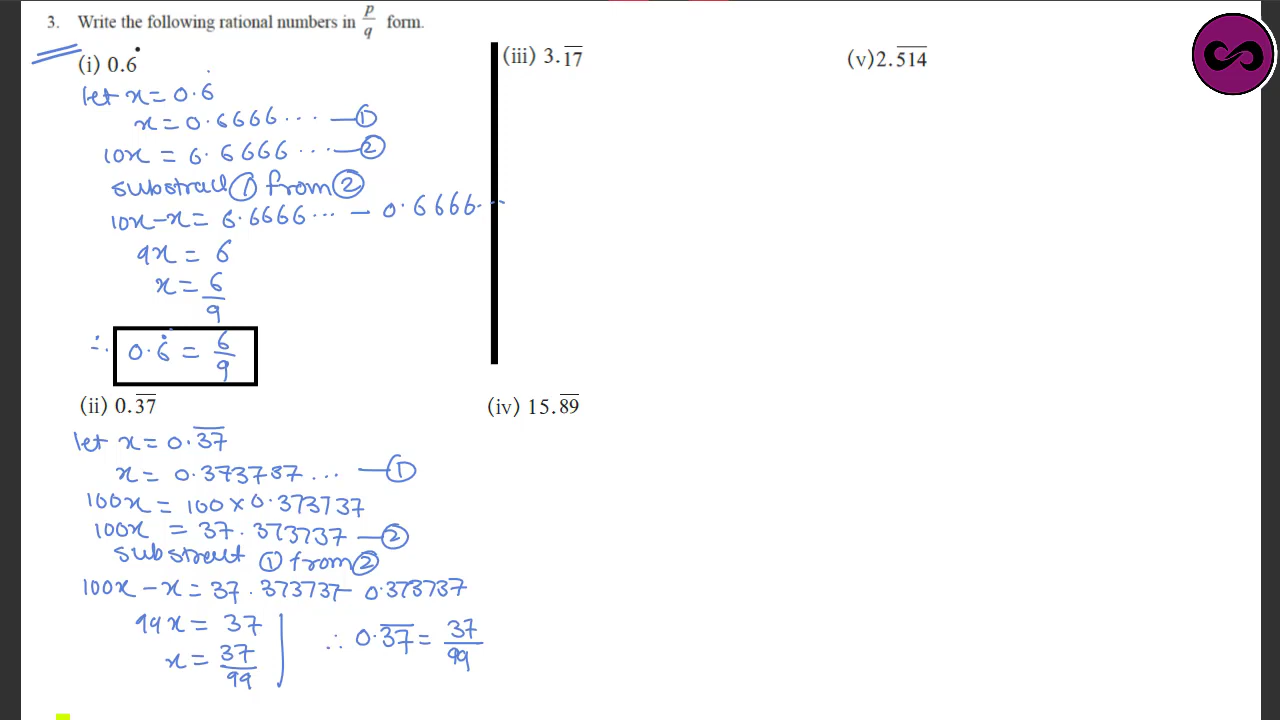 3. Write the following rational numbers in p/q form.
(i) 0.6̇
let x = 0.6̇
x = 0.6666... —①
10x = 6.6666... —②
substract ① from ②
10x-x = 6.6666... - 0.6666...
9x = 6
x = 6/9
∴ 0.6̇ = 6/9
(ii) 0.3̅7̅
let x = 0.3̅7̅
x = 0.373737... —①
100x = 100×0.373737
100x = 37.373737 —②
substract ① from ②
100x-x = 37.373737 - 0.373737
99x = 37
x = 37/99
∴ 0.3̅7̅ = 37/99
(iii) 3.1̅7̅
(iv) 15.8̅9̅
(v) 2.5̅1̅4̅